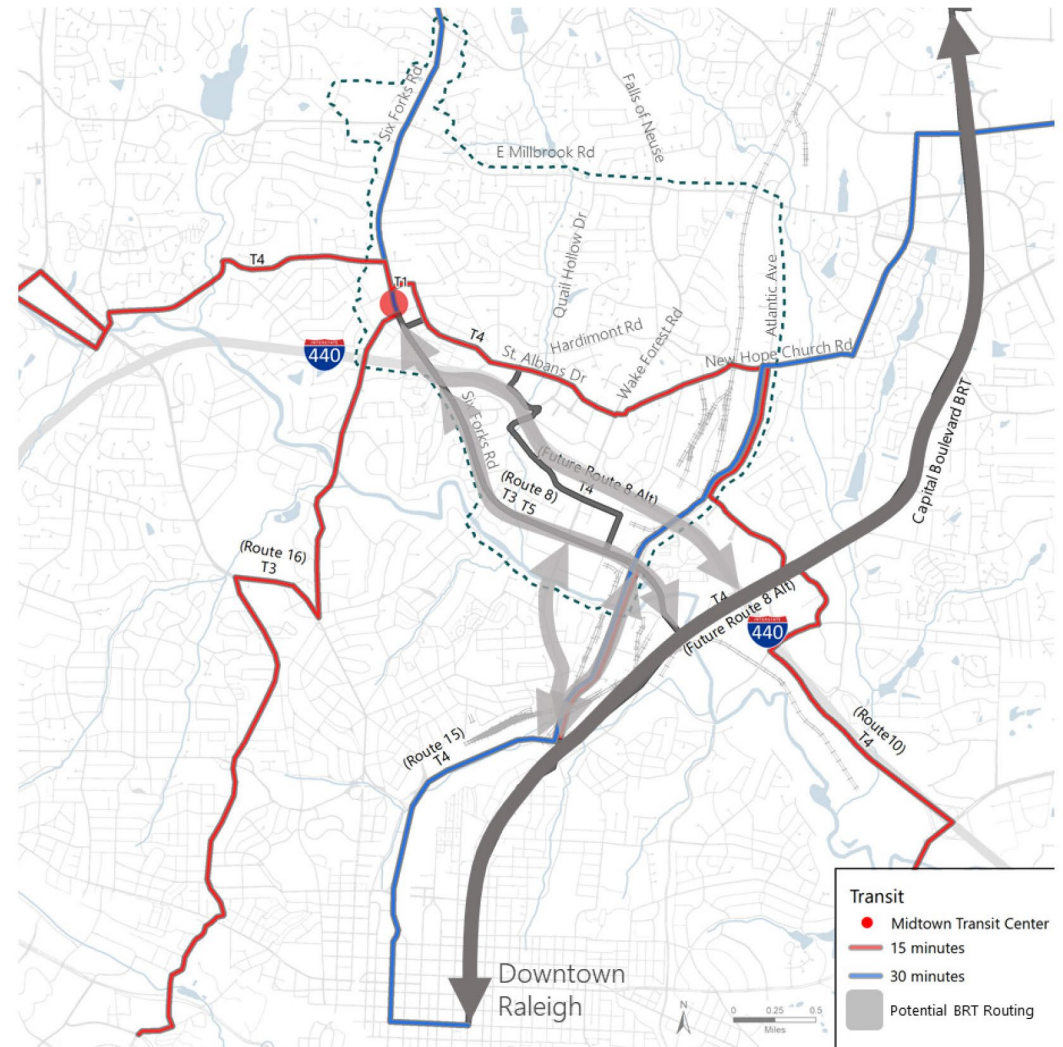 Six Forks Rd
Falls of Neuse
E Millbrook Rd
Quail Hollow Dr
Atlantic Ave
T4
T1
Hardimont Rd
Wake Forest Rd
T4
St. Albans Dr
New Hope Church Rd
INTERSTATE
440
Six Forks Rd
Capital Boulevard BRT
(Future Route 8 Alt)
T4
(Route 8)
T3 T5
(Route 16)
T3
T4
(Future Route 8 Alt)
INTERSTATE
440
(Route10)
T4
(Route 15)
T4
Downtown
Raleigh
N
0 0.25 0.5
Miles
Transit
Midtown Transit Center
15 minutes
30 minutes
Potential BRT Routing